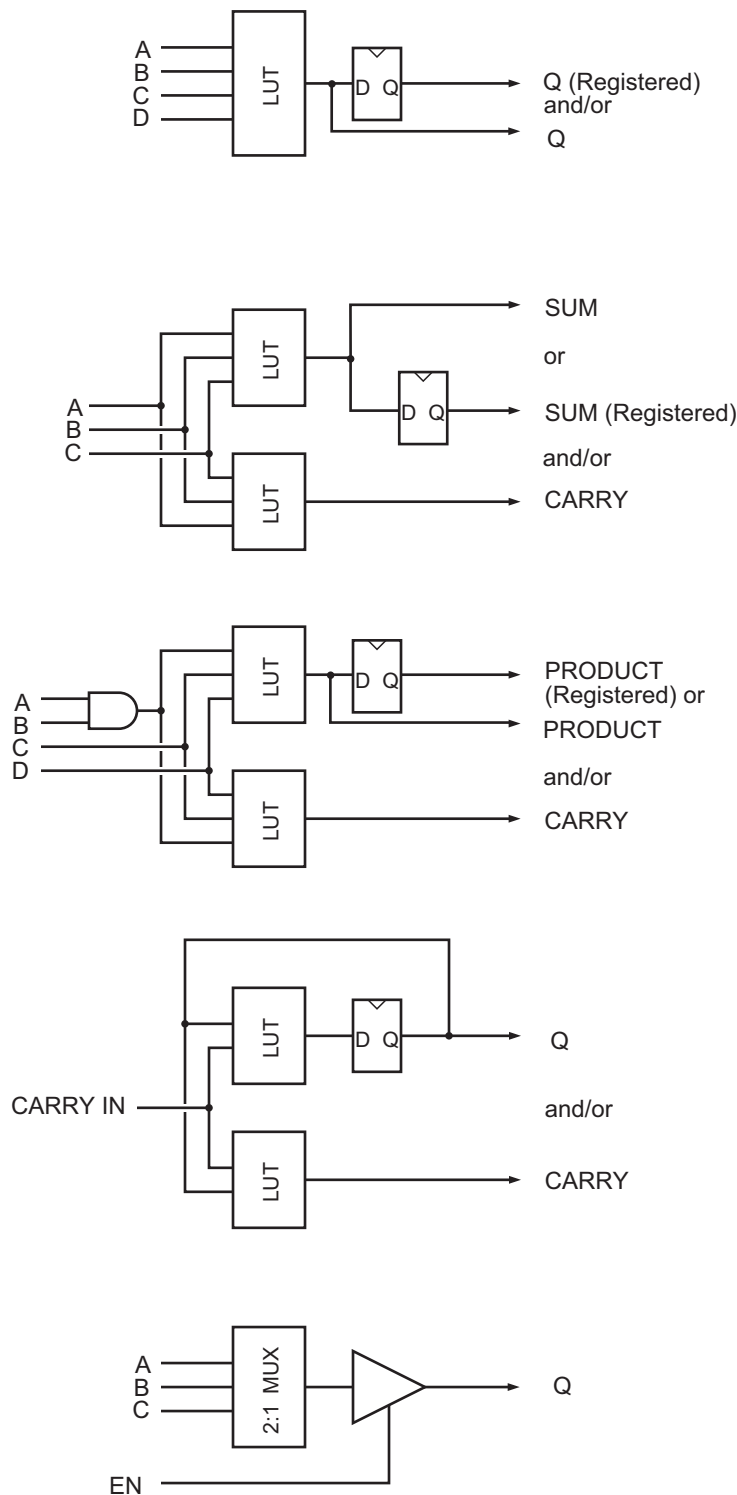 A
B
C
D
LUT
D Q
Q (Registered)
and/or
Q
A
B
C
LUT
LUT
D Q
SUM
or
SUM (Registered)
and/or
CARRY
A
B
C
D
LUT
LUT
D Q
PRODUCT
(Registered) or
PRODUCT
and/or
CARRY
CARRY IN
LUT
LUT
D Q
Q
and/or
CARRY
A
B
C
2:1 MUX
EN
Q